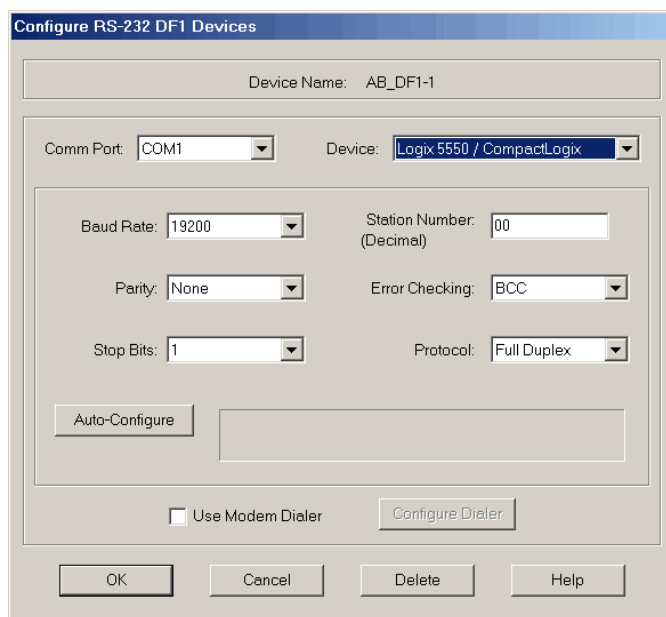 Configure RS-232 DF1 Devices
Device Name: AB_DF1-1
Comm Port: COM1 Device: Logix 5550 / CompactLogix
Baud Rate: 19200 Station Number: 00
(Decimal)
Parity: None Error Checking: BCC
Stop Bits: 1 Protocol: Full Duplex
Auto-Configure
Use Modem Dialer Configure Dialer
OK Cancel Delete Help